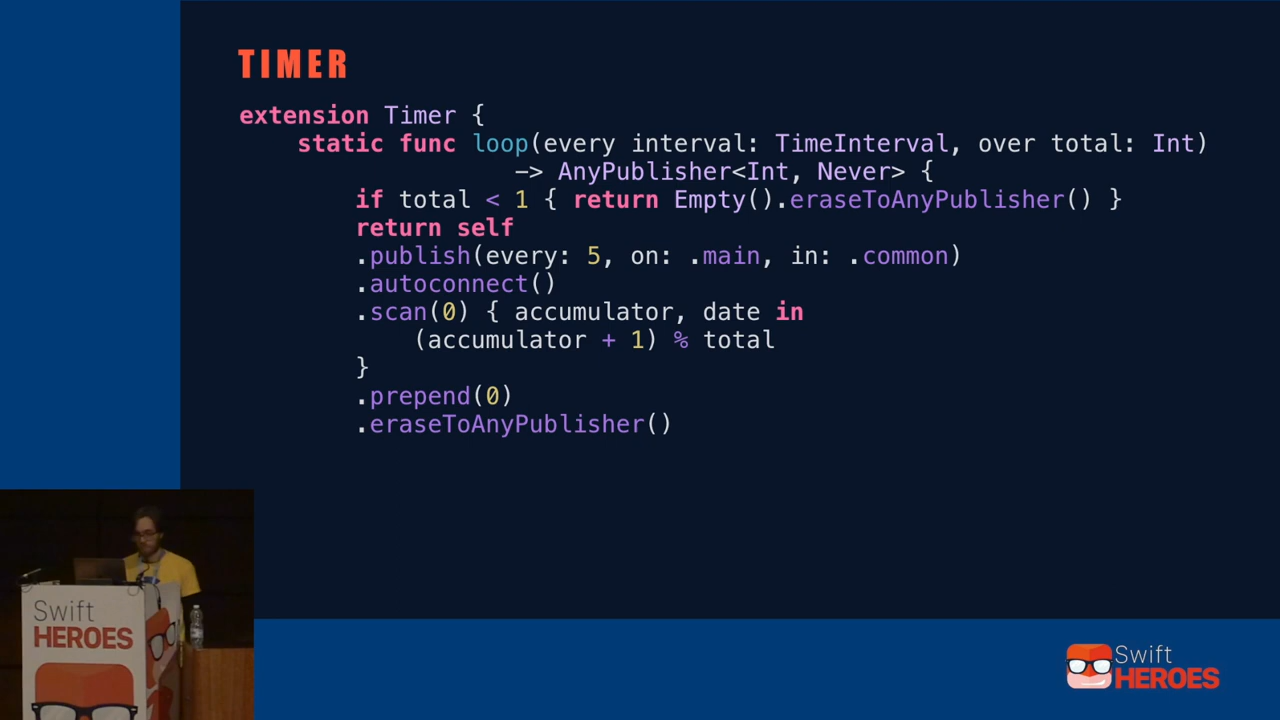 TIMER
extension Timer {
    static func loop(every interval: TimeInterval, over total: Int)
                   -> AnyPublisher<Int, Never> {
        if total < 1 { return Empty().eraseToAnyPublisher() }
        return self
        .publish(every: 5, on: .main, in: .common)
        .autoconnect()
        .scan(0) { accumulator, date in
            (accumulator + 1) % total
        }
        .prepend(0)
        .eraseToAnyPublisher()
Swift
HEROES
Swift
HEROES